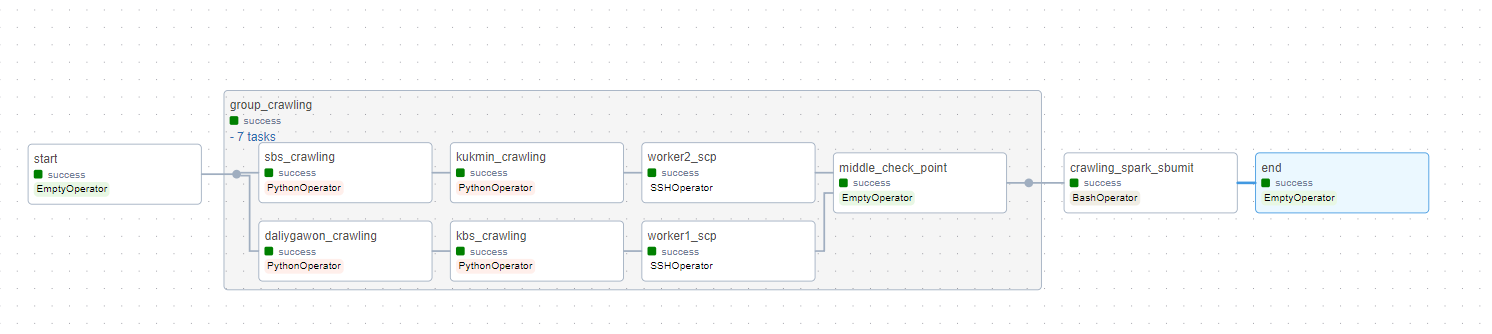 start
success
EmptyOperator
group_crawling
success
- 7 tasks
sbs_crawling
success
PythonOperator
kukmin_crawling
success
PythonOperator
worker2_scp
success
SSHOperator
daliygawon_crawling
success
PythonOperator
kbs_crawling
success
PythonOperator
worker1_scp
success
SSHOperator
middle_check_point
success
EmptyOperator
crawling_spark_sbumit
success
BashOperator
end
success
EmptyOperator